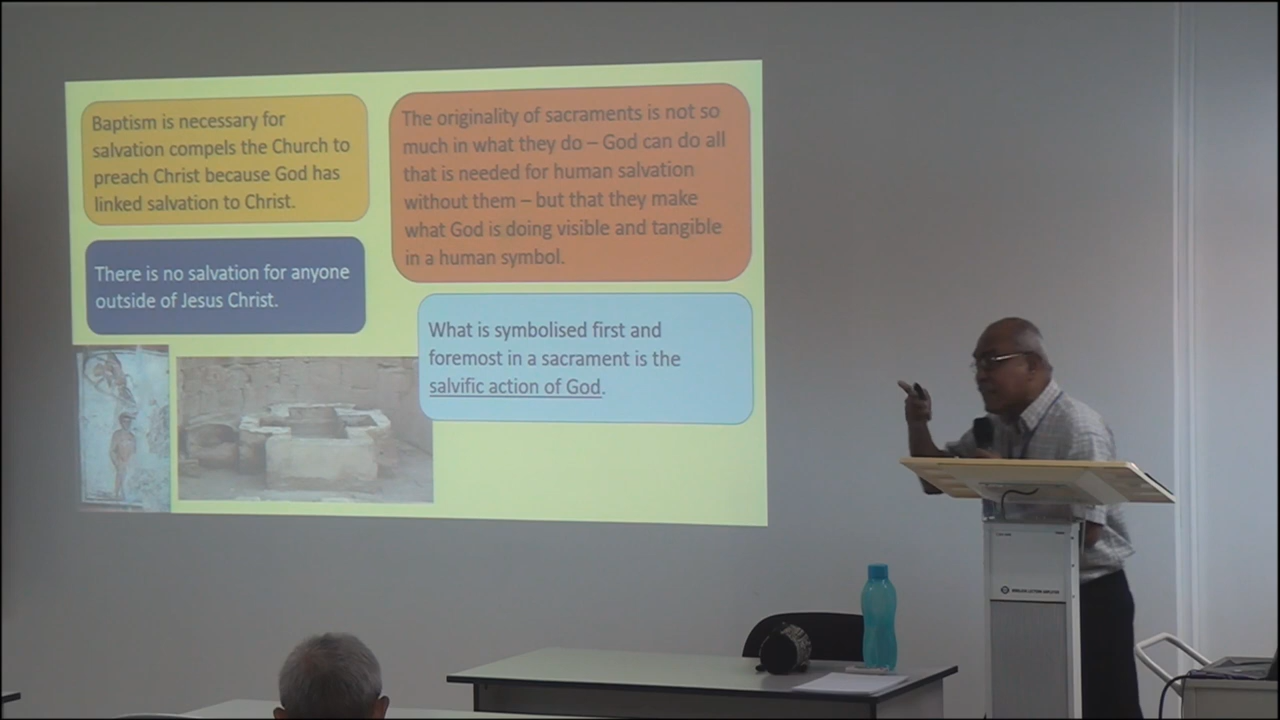 Baptism is necessary for
salvation compels the Church to
preach Christ because God has
linked salvation to Christ.
There is no salvation for anyone
outside of Jesus Christ.
The originality of sacraments is not so
much in what they do – God can do all
that is needed for human salvation
without them – but that they make
what God is doing visible and tangible
in a human symbol.
What is symbolised first and
foremost in a sacrament is the
salvific action of God.